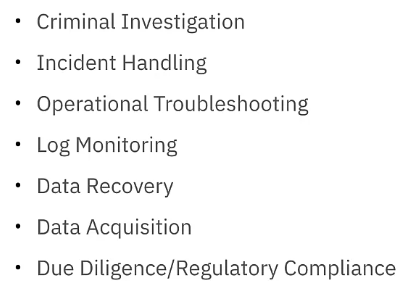 • Criminal Investigation
• Incident Handling
• Operational Troubleshooting
• Log Monitoring
• Data Recovery
• Data Acquisition
• Due Diligence/Regulatory Compliance